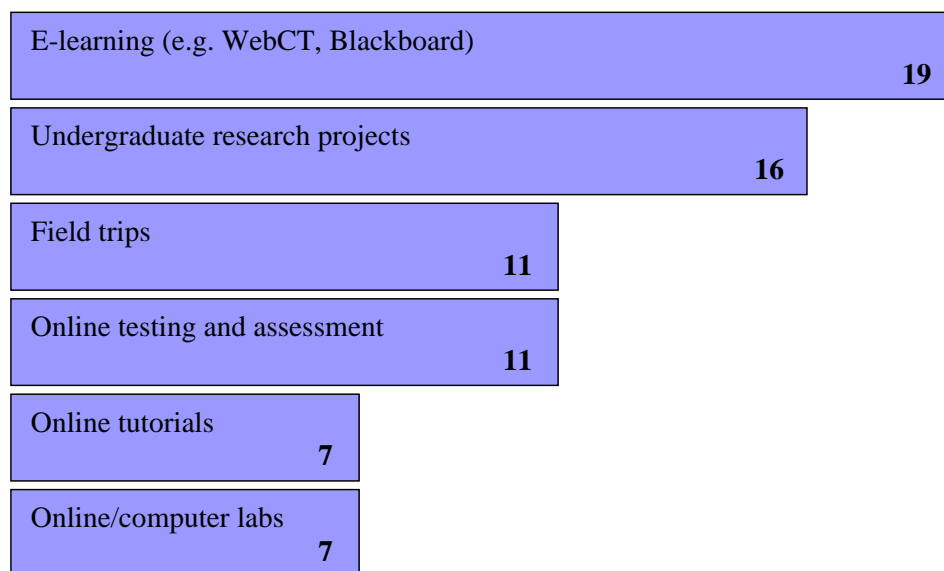 E-learning (e.g. WebCT, Blackboard)
19
Undergraduate research projects
16
Field trips
11
Online testing and assessment
11
Online tutorials
7
Online/computer labs
7